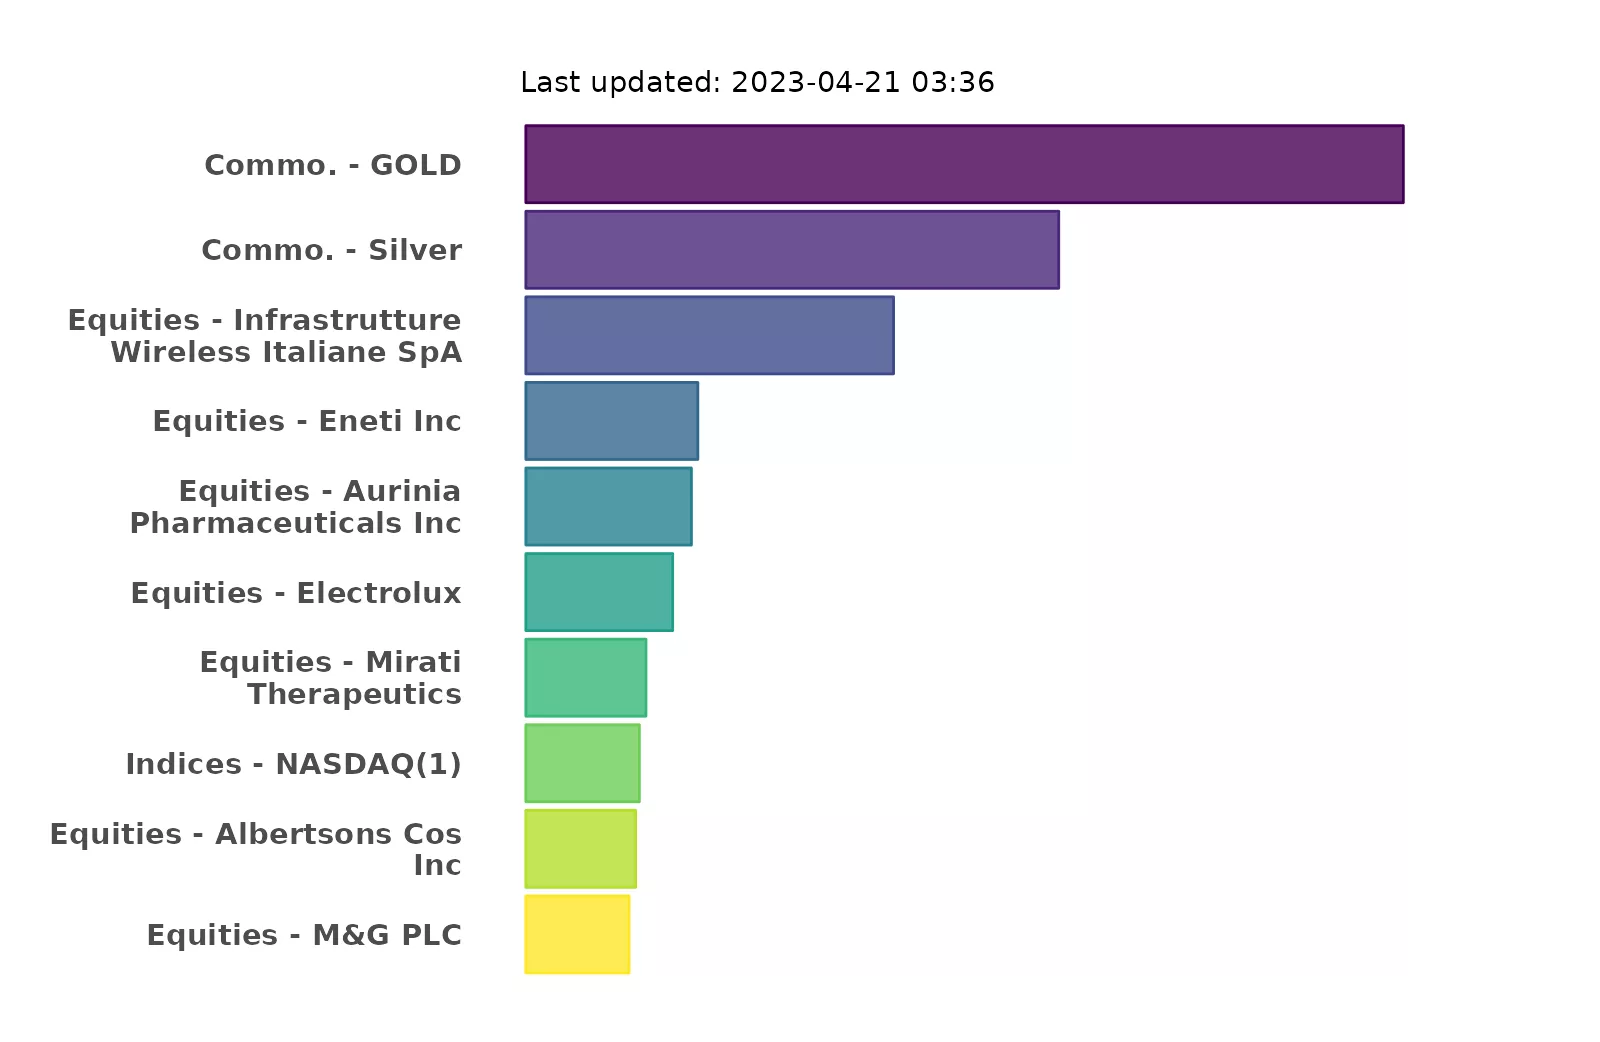 Last updated: 2023-04-21 03:36
Commo. - GOLD
Commo. - Silver
Equities - Infrastrutture
Wireless Italiane SpA
Equities - Eneti Inc
Equities - Aurinia
Pharmaceuticals Inc
Equities - Electrolux
Equities - Mirati
Therapeutics
Indices - NASDAQ(1)
Equities - Albertsons Cos
Inc
Equities - M&G PLC